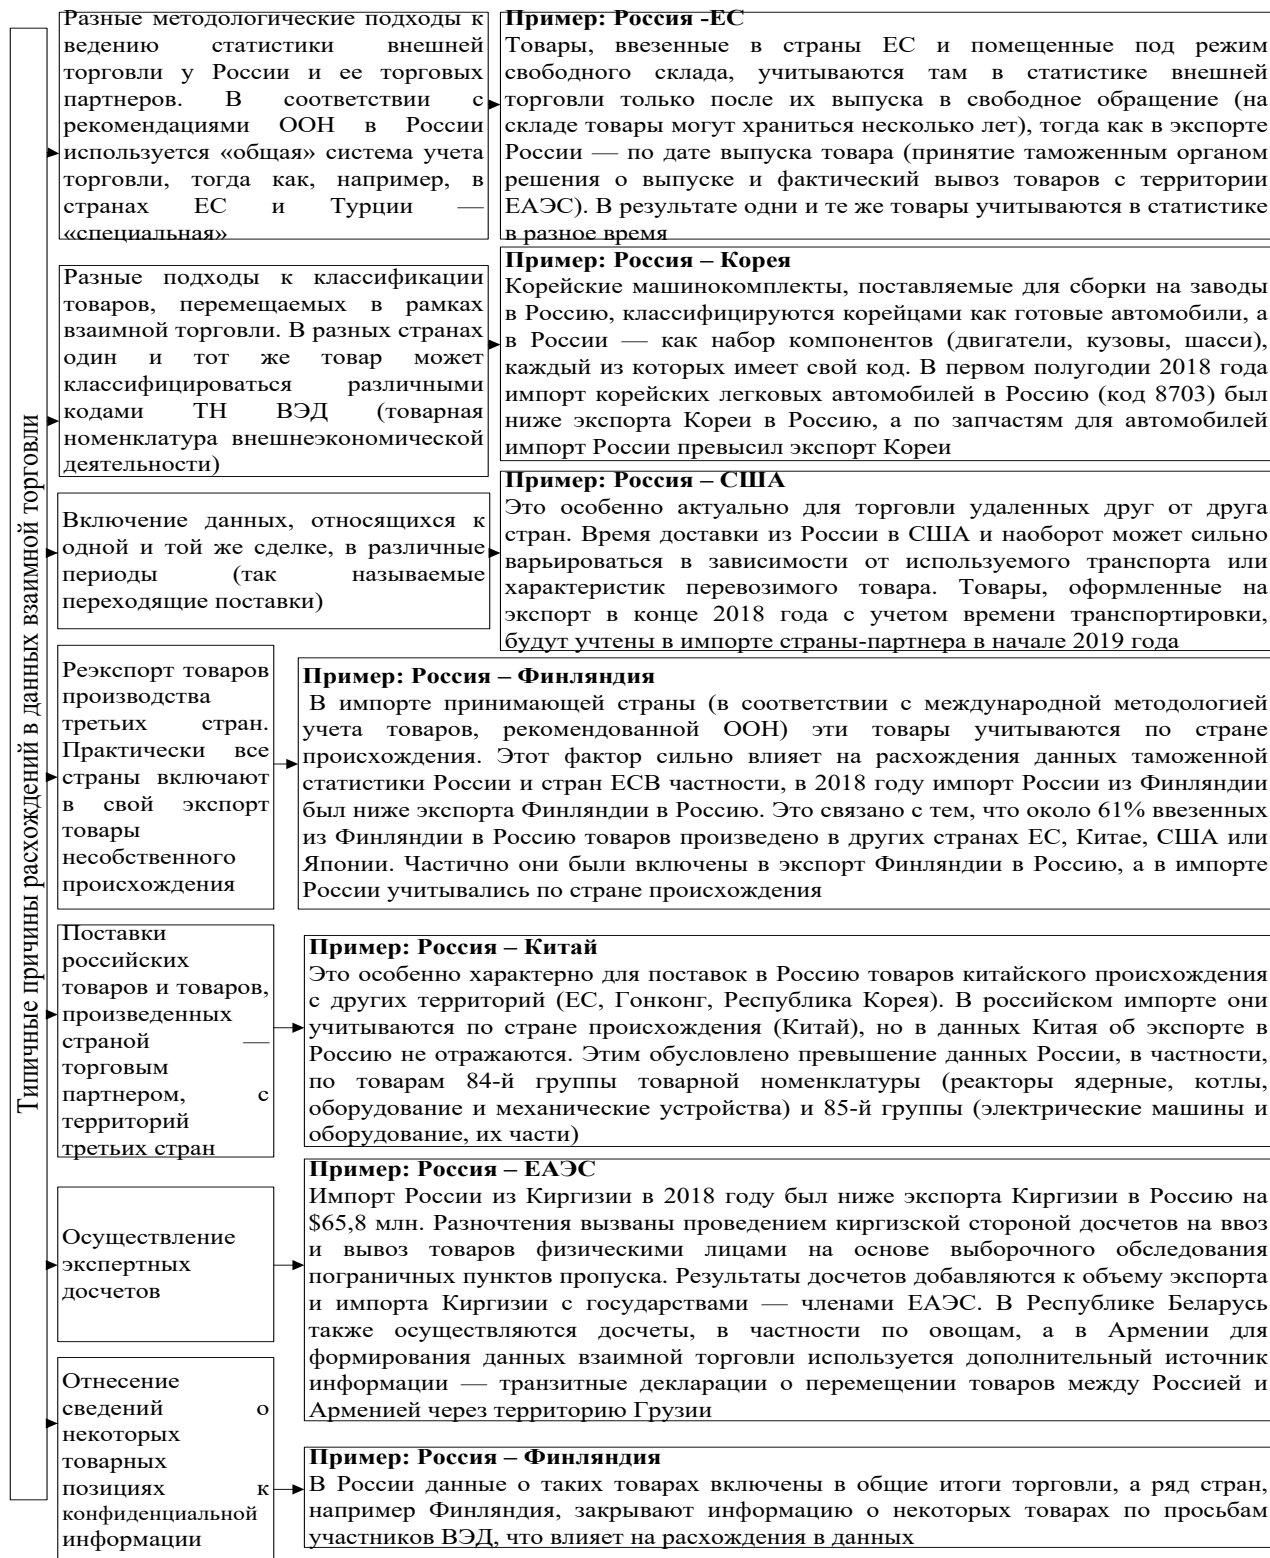 Типичные причины расхождений в данных взаимной торговли
Разные методологические подходы к
ведению статистики внешней
торговли у России и ее торговых
партнеров. В соответствии с
рекомендациями ООН в России
используется «общая» система учета
торговли, тогда как, например, в
странах ЕС и Турции —
«специальная»
Пример: Россия -ЕС
Товары, ввезенные в страны ЕС и помещенные под режим
свободного склада, учитываются там в статистике внешней
торговли только после их выпуска в свободное обращение (на
складе товары могут храниться несколько лет), тогда как в экспорте
России — по дате выпуска товара (принятие таможенным органом
решения о выпуске и фактический вывоз товаров с территории
ЕАЭС). В результате одни и те же товары учитываются в статистике
в разное время
Разные подходы к классификации
товаров, перемещаемых в рамках
взаимной торговли. В разных странах
один и тот же товар может
классифицироваться различными
кодами ТН ВЭД (товарная
номенклатура внешнеэкономической
деятельности)
Пример: Россия – Корея
Корейские машинокомплекты, поставляемые для сборки на заводы
в Россию, классифицируются корейцами как готовые автомобили, а
в России — как набор компонентов (двигатели, кузовы, шасси),
каждый из которых имеет свой код. В первом полугодии 2018 года
импорт корейских легковых автомобилей в Россию (код 8703) был
ниже экспорта Кореи в Россию, а по запчастям для автомобилей
импорт России превысил экспорт Кореи
Включение данных, относящихся к
одной и той же сделке, в различные
периоды (так называемые
переходящие поставки)
Пример: Россия – США
Это особенно актуально для торговли удаленных друг от друга
стран. Время доставки из России в США и наоборот может сильно
варьироваться в зависимости от используемого транспорта или
характеристик перевозимого товара. Товары, оформленные на
экспорт в конце 2018 года с учетом времени транспортировки,
будут учтены в импорте страны-партнера в начале 2019 года
Реэкспорт товаров
производства
третьих стран.
Практически все
страны включают
в свой экспорт
товары
несобственного
происхождения
Пример: Россия – Финляндия
В импорте принимающей страны (в соответствии с международной методологией
учета товаров, рекомендованной ООН) эти товары учитываются по стране
происхождения. Этот фактор сильно влияет на расхождения данных таможенной
статистики России и стран ЕСВ частности, в 2018 году импорт России из Финляндии
был ниже экспорта Финляндии в Россию. Это связано с тем, что около 61% ввезенных
из Финляндии в Россию товаров произведено в других странах ЕС, Китае, США или
Японии. Частично они были включены в экспорт Финляндии в Россию, а в импорте
России учитывались по стране происхождения
Поставки
российских
товаров и товаров,
произведенных
страной —
торговым
партнером, с
территорий
третьих стран
Пример: Россия – Китай
Это особенно характерно для поставок в Россию товаров китайского происхождения
с других территорий (ЕС, Гонконг, Республика Корея). В российском импорте они
учитываются по стране происхождения (Китай), но в данных Китая об экспорте в
Россию не отражаются. Этим обусловлено превышение данных России, в частности,
по товарам 84-й группы товарной номенклатуры (реакторы ядерные, котлы,
оборудование и механические устройства) и 85-й группы (электрические машины и
оборудование, их части)
Осуществление
экспертных
досчетов
Пример: Россия – ЕАЭС
Импорт России из Киргизии в 2018 году был ниже экспорта Киргизии в Россию на
$65,8 млн. Разночтения вызваны проведением киргизской стороной досчетов на ввоз
и вывоз товаров физическими лицами на основе выборочного обследования
пограничных пунктов пропуска. Результаты досчетов добавляются к объему экспорта
и импорта Киргизии с государствами — членами ЕАЭС. В Республике Беларусь
также осуществляются досчеты, в частности по овощам, а в Армении для
формирования данных взаимной торговли используется дополнительный источник
информации — транзитные декларации о перемещении товаров между Россией и
Арменией через территорию Грузии
Отнесение
сведений о
некоторых
товарных
позициях к
конфиденциальной
информации
Пример: Россия – Финляндия
В России данные о таких товарах включены в общие итоги торговли, а ряд стран,
например Финляндия, закрывают информацию о некоторых товарах по просьбам
участников ВЭД, что влияет на расхождения в данных